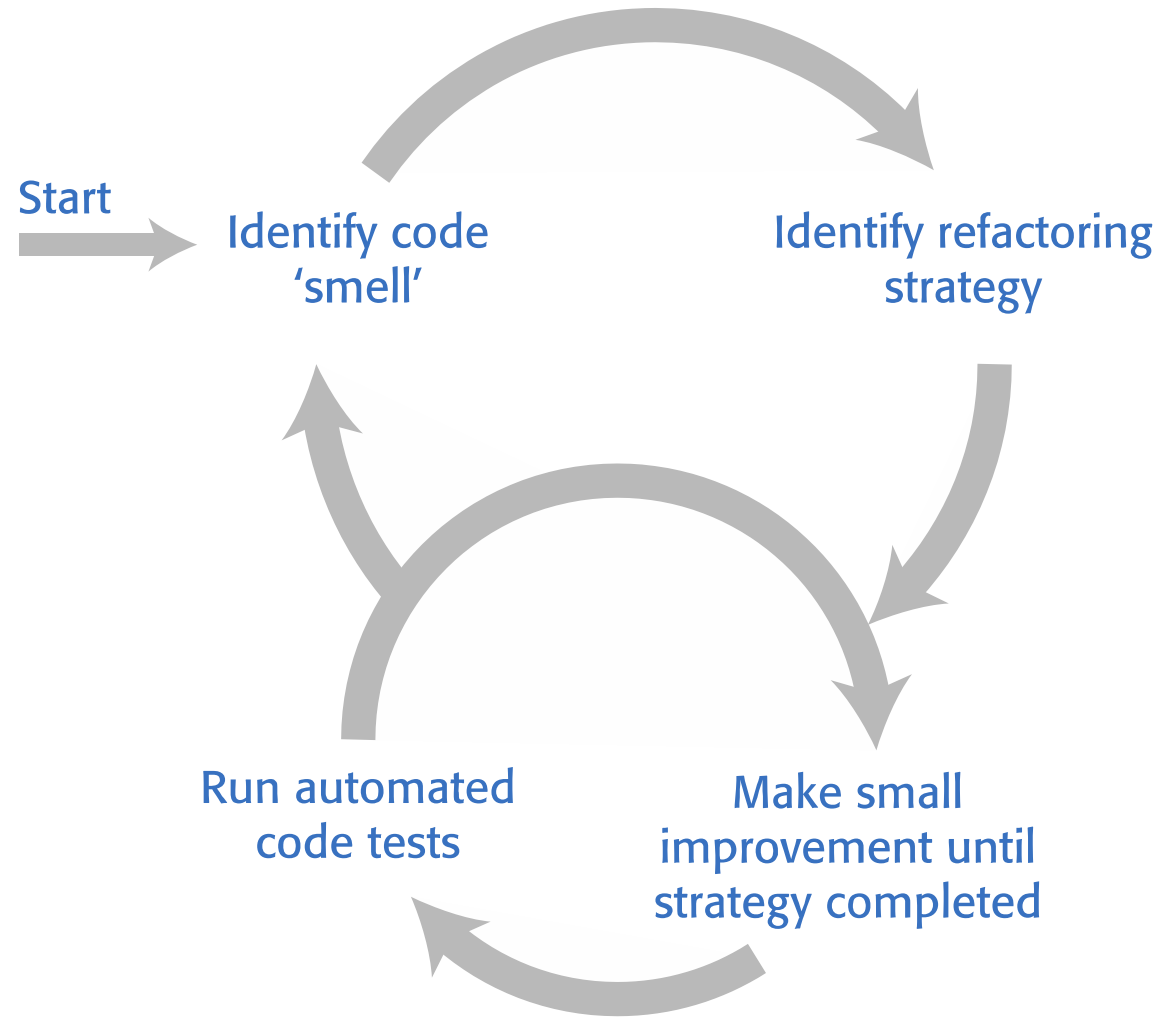 Start
Identify code
‘smell’
Identify refactoring
strategy
Run automated
code tests
Make small
improvement until
strategy completed